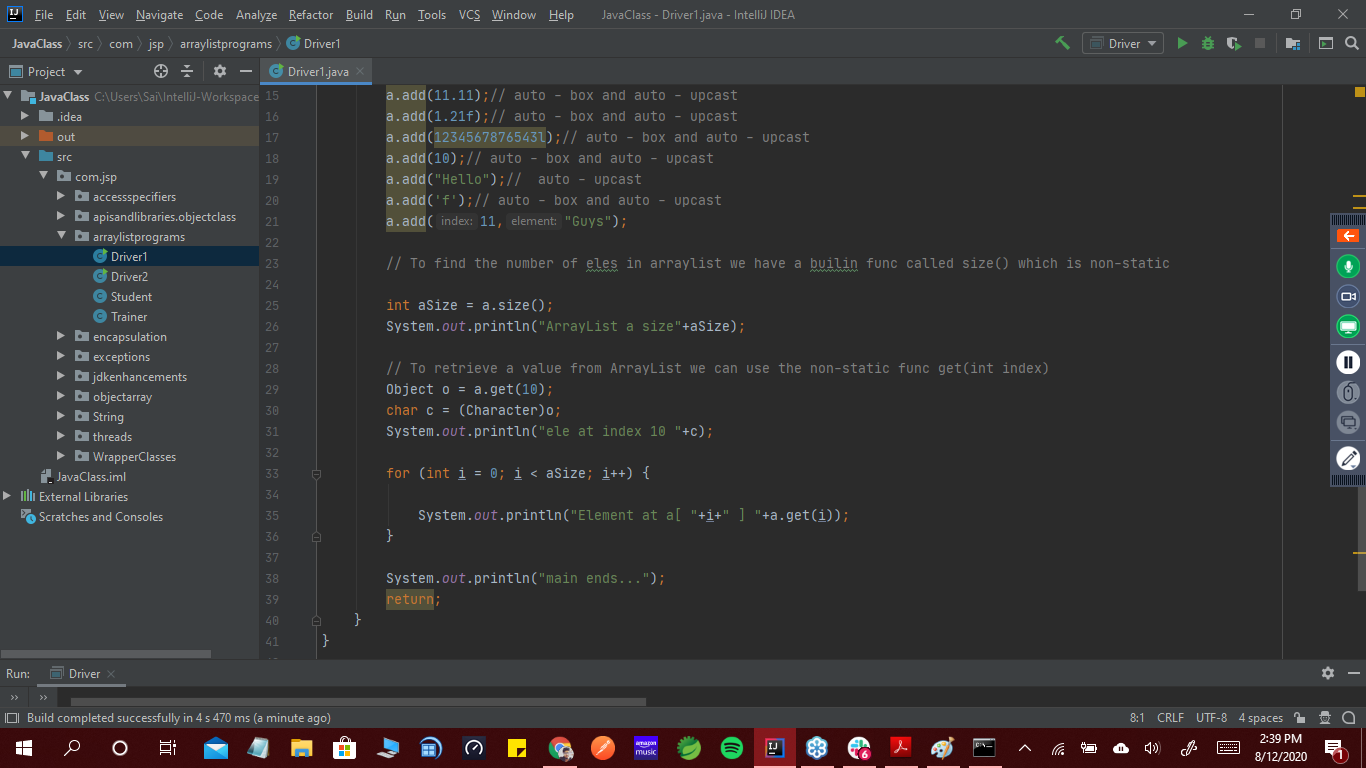 File Edit View Navigate Code Analyze Refactor Build Run Tools VCS Window Help JavaClass - Driver1.java - IntelliJ IDEA
JavaClass src com jsp arraylistprograms Driver1 Driver
Project
Driver1.java
JavaClass C:\Users\Sai\IntelliJ-Workspace
.idea
out
src
com.jsp
accessspecifiers
apisandlibraries.objectclass
arraylistprograms
Driver1
Driver2
Student
Trainer
encapsulation
exceptions
jdkenhancements
objectarray
String
threads
WrapperClasses
JavaClass.iml
External Libraries
Scratches and Consoles
15 a.add(11.11);// auto - box and auto - upcast
16 a.add(1.21f);// auto - box and auto - upcast
17 a.add(1234567876543l);// auto - box and auto - upcast
18 a.add(10);// auto - box and auto - upcast
19 a.add("Hello");//  auto - upcast
20 a.add('f');// auto - box and auto - upcast
21 a.add( index: 11, element: "Guys");
22
23 // To find the number of eles in arraylist we have a builin func called size() which is non-static
24
25 int aSize = a.size();
26 System.out.println("ArrayList a size"+aSize);
27
28 // To retrieve a value from ArrayList we can use the non-static func get(int index)
29 Object o = a.get(10);
30 char c = (Character)o;
31 System.out.println("ele at index 10 "+c);
32
33 for (int i = 0; i < aSize; i++) {
34
35 System.out.println("Element at a[ "+i+" ] "+a.get(i));
36 }
37
38 System.out.println("main ends...");
39 return;
40 }
41 }
Run: Driver
Build completed successfully in 4 s 470 ms (a minute ago) 8:1 CRLF UTF-8 4 spaces
amazon music
6
2:39 PM
8/12/2020
1